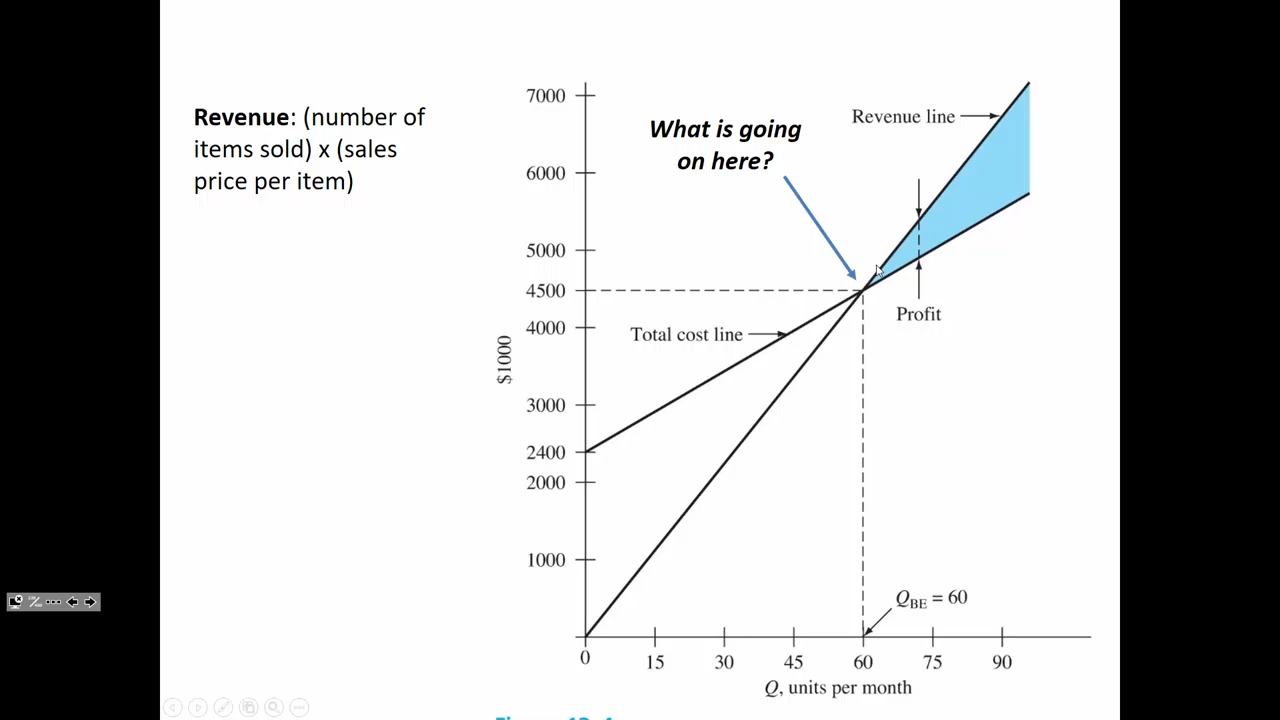 Revenue: (number of
items sold) x (sales
price per item)
What is going
on here?
Revenue line
Total cost line
Profit
$1000
7000
6000
5000
4500
4000
3000
2400
2000
1000
Q_BE = 60
0 15 30 45 60 75 90
Q, units per month